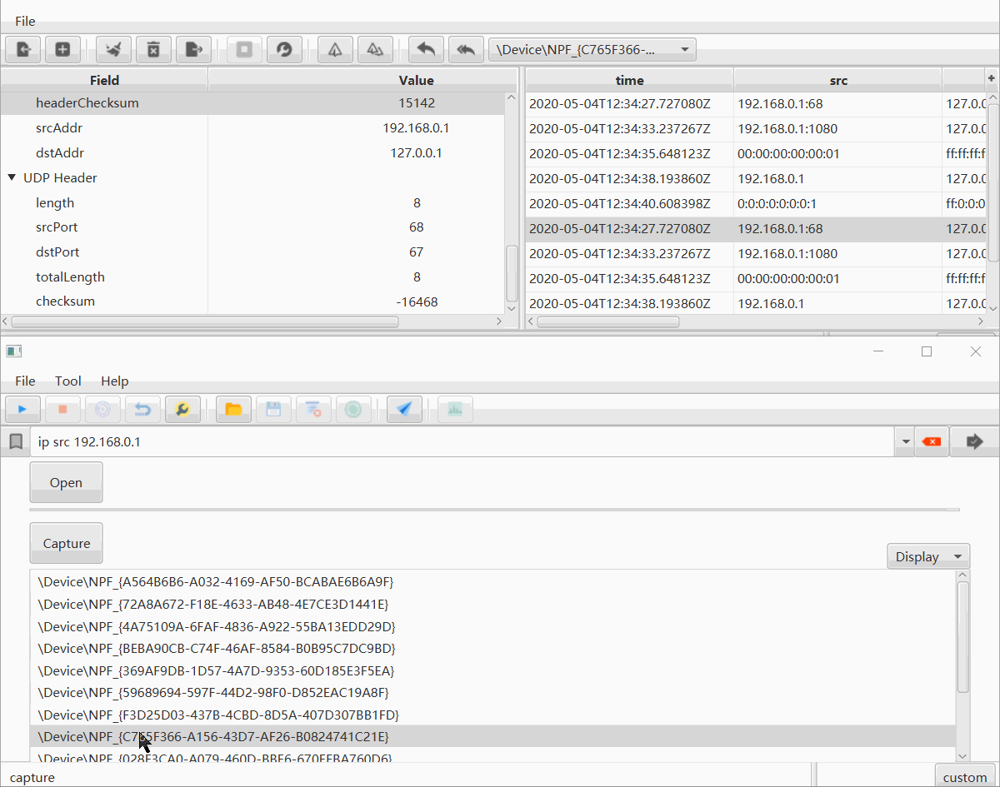 File
\Device\NPF_{C765F366-...
Field Value
headerChecksum 15142
srcAddr 192.168.0.1
dstAddr 127.0.0.1
UDP Header
length 8
srcPort 68
dstPort 67
totalLength 8
checksum -16468
time src
2020-05-04T12:34:27.727080Z 192.168.0.1:68 127.0.0
2020-05-04T12:34:33.237267Z 192.168.0.1:1080 127.0.0
2020-05-04T12:34:35.648123Z 00:00:00:00:00:01 ff:ff:ff:f
2020-05-04T12:34:38.193860Z 192.168.0.1 127.0.0
2020-05-04T12:34:40.608398Z 0:0:0:0:0:0:0:1 ff:0:0:0
2020-05-04T12:34:27.727080Z 192.168.0.1:68 127.0.0
2020-05-04T12:34:33.237267Z 192.168.0.1:1080 127.0.0
2020-05-04T12:34:35.648123Z 00:00:00:00:00:01 ff:ff:ff:f
2020-05-04T12:34:38.193860Z 192.168.0.1 127.0.0
File Tool Help
ip src 192.168.0.1
Open
Capture
Display
\Device\NPF_{A564B6B6-A032-4169-AF50-BCABAE6B6A9F}
\Device\NPF_{72A8A672-F18E-4633-AB48-4E7CE3D1441E}
\Device\NPF_{4A75109A-6FAF-4836-A922-55BA13EDD29D}
\Device\NPF_{BEBA90CB-C74F-46AF-8584-B0B95C7DC9BD}
\Device\NPF_{369AF9DB-1D57-4A7D-9353-60D185E3F5EA}
\Device\NPF_{59689694-597F-44D2-98F0-D852EAC19A8F}
\Device\NPF_{F3D25D03-437B-4CBD-8D5A-407D307BB1FD}
\Device\NPF_{C765F366-A156-43D7-AF26-B0824741C21E}
capture
custom